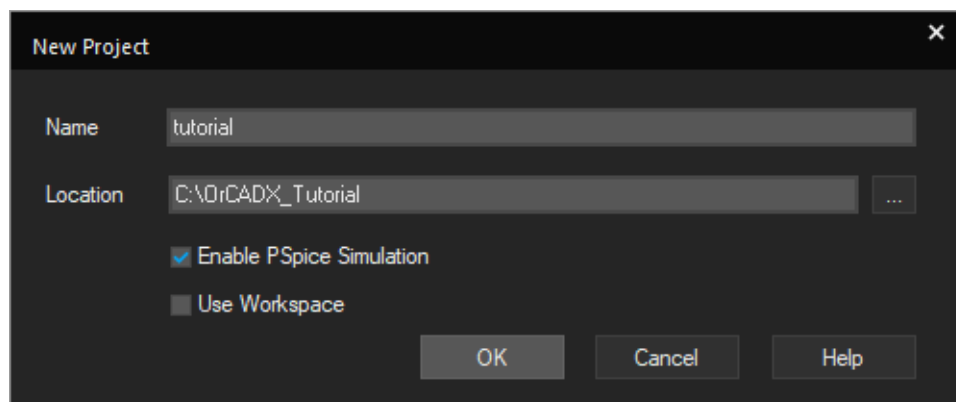 New Project
Name tutorial
Location C:\OrCADX_Tutorial ...
Enable PSpice Simulation
Use Workspace
OK Cancel Help